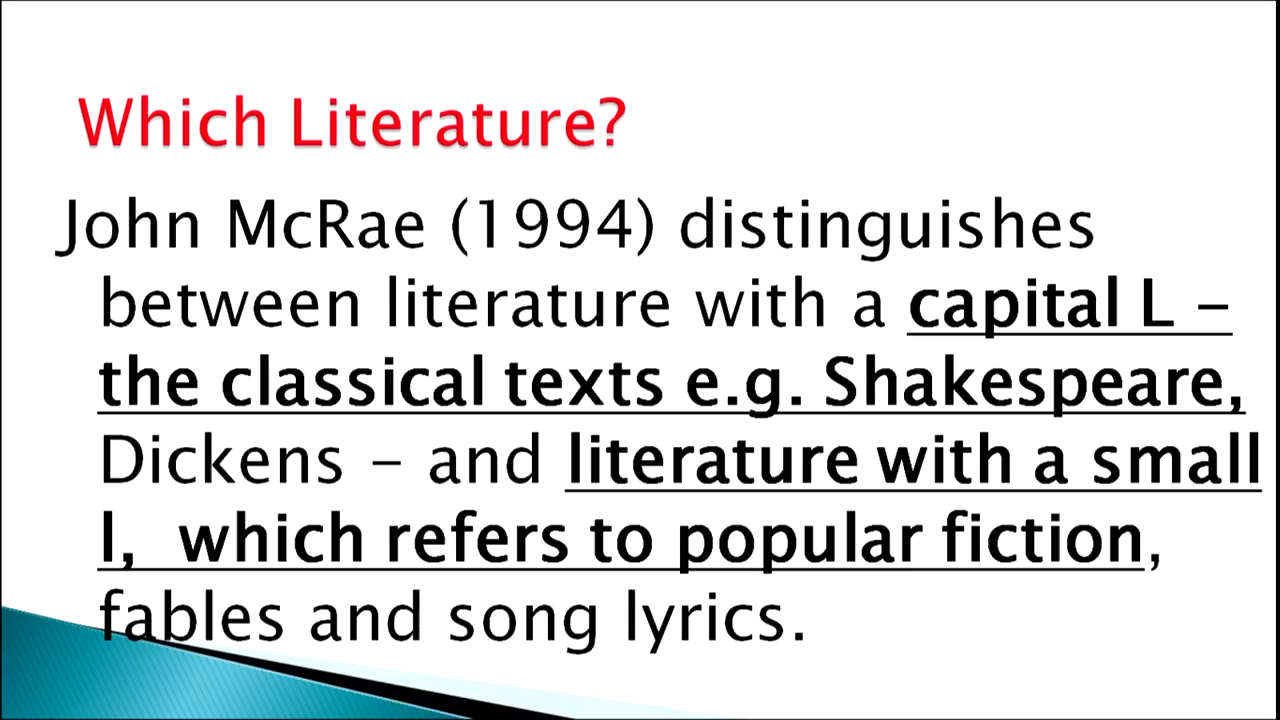 Which Literature?
John McRae (1994) distinguishes
between literature with a capital L –
the classical texts e.g. Shakespeare,
Dickens – and literature with a small
l,  which refers to popular fiction,
fables and song lyrics.